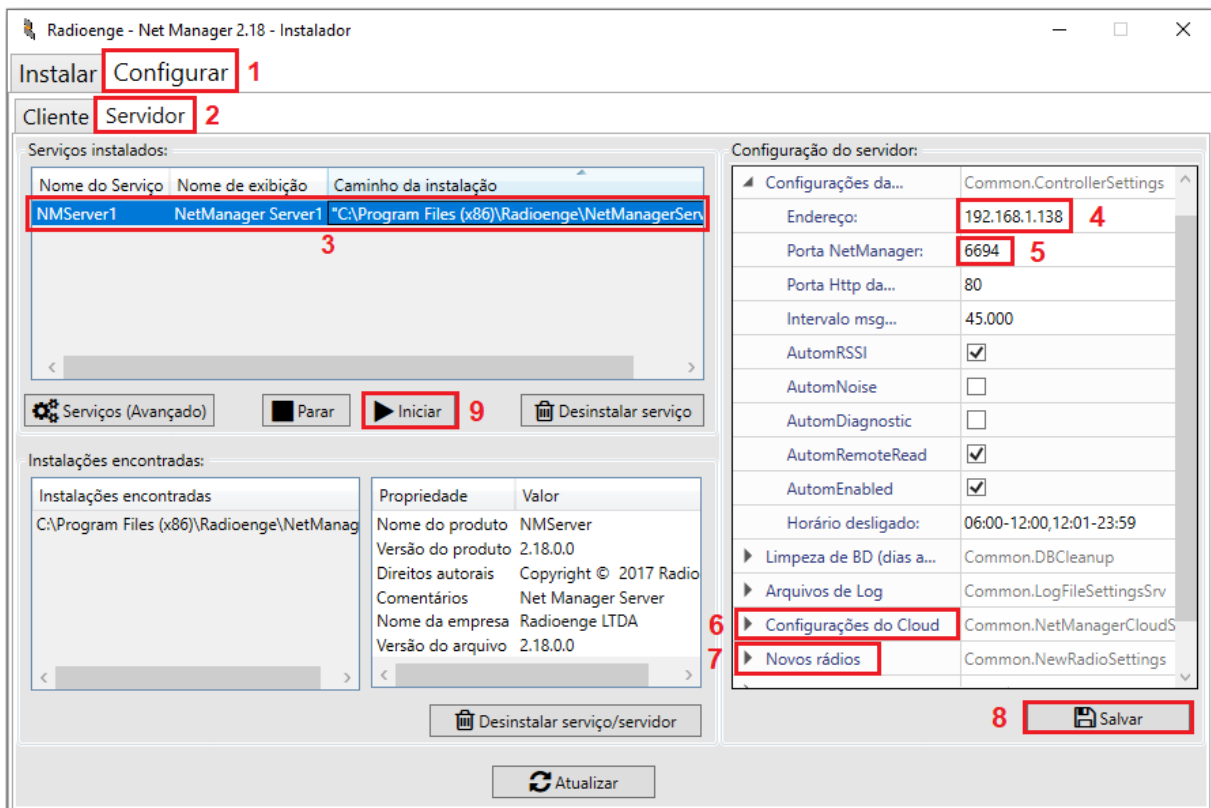 Radioenge - Net Manager 2.18 - Instalador
Instalar Configurar 1
Cliente Servidor 2
Serviços instalados:
Nome do Serviço Nome de exibição Caminho da instalação
NMServer1 NetManager Server1 "C:\Program Files (x86)\Radioenge\NetManagerServ
3
Serviços (Avançado) Parar Iniciar 9 Desinstalar serviço
Instalações encontradas:
Instalações encontradas
C:\Program Files (x86)\Radioenge\NetManag
Propriedade Valor
Nome do produto NMServer
Versão do produto 2.18.0.0
Direitos autorais Copyright © 2017 Radio
Comentários Net Manager Server
Nome da empresa Radioenge LTDA
Versão do arquivo 2.18.0.0
Desinstalar serviço/servidor
Configuração do servidor:
Configurações da... Common.ControllerSettings
Endereço: 192.168.1.138 4
Porta NetManager: 6694 5
Porta Http da... 80
Intervalo msg... 45.000
AutomRSSI
AutomNoise
AutomDiagnostic
AutomRemoteRead
AutomEnabled
Horário desligado: 06:00-12:00,12:01-23:59
Limpeza de BD (dias a... Common.DBCleanup
Arquivos de Log Common.LogFileSettingsSrv
6 Configurações do Cloud Common.NetManagerCloudS
7 Novos rádios Common.NewRadioSettings
8 Salvar
Atualizar